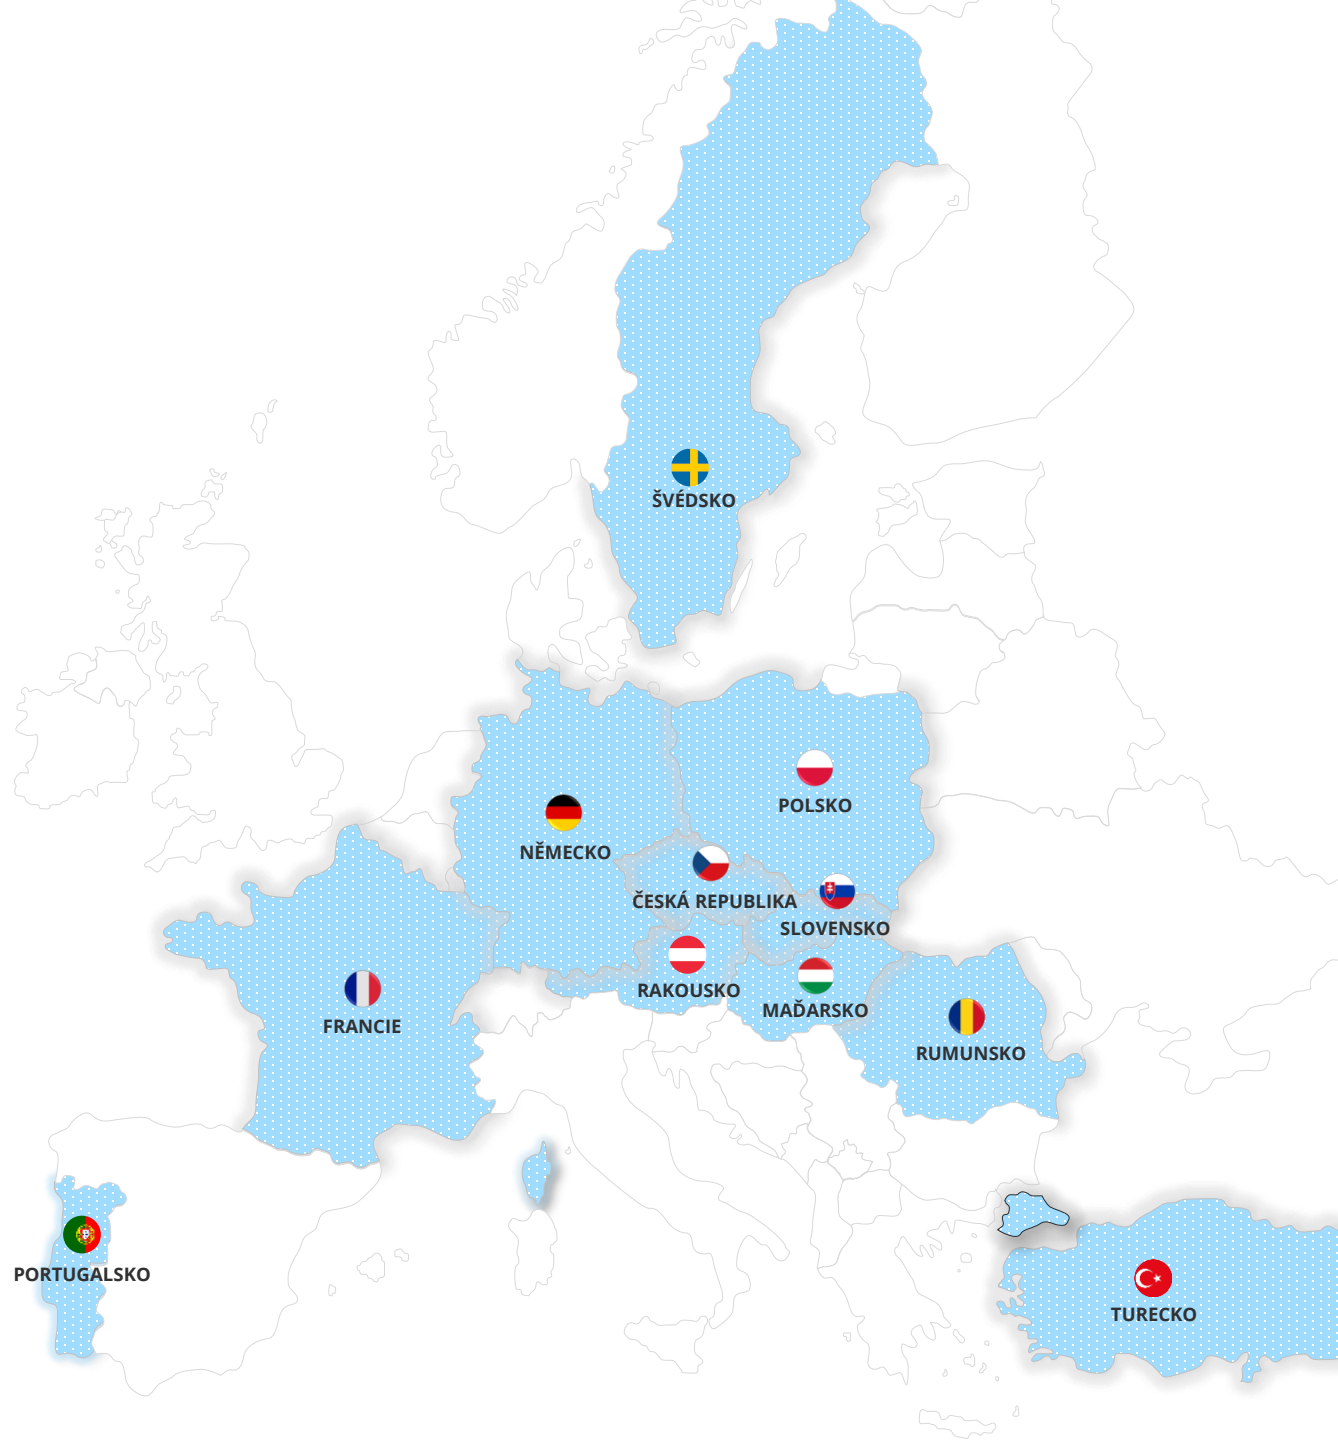 ŠVÉDSKO
POLSKO
NĚMECKO
ČESKÁ REPUBLIKA
SLOVENSKO
RAKOUSKO
MAĎARSKO
FRANCIE
RUMUNSKO
PORTUGALSKO
TURECKO